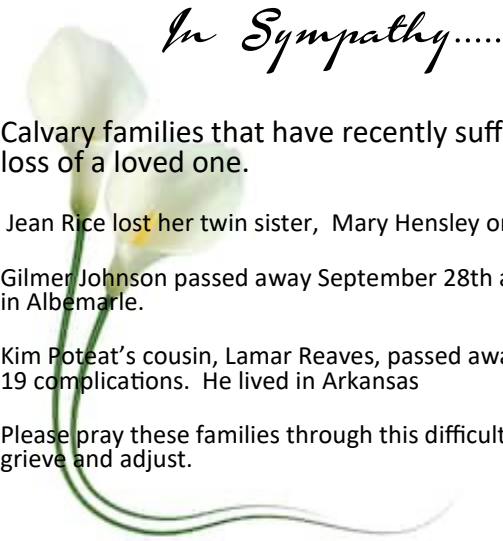 In Sympathy.....
Calvary families that have recently suff
loss of a loved one.
Jean Rice lost her twin sister, Mary Hensley
Gilmer Johnson passed away September 28th
in Albemarle.
Kim Poteat's cousin, Lamar Reaves, passed
19 complications. He lived in Arkansas
Please pray these families through this difficult
grieve and adjust.